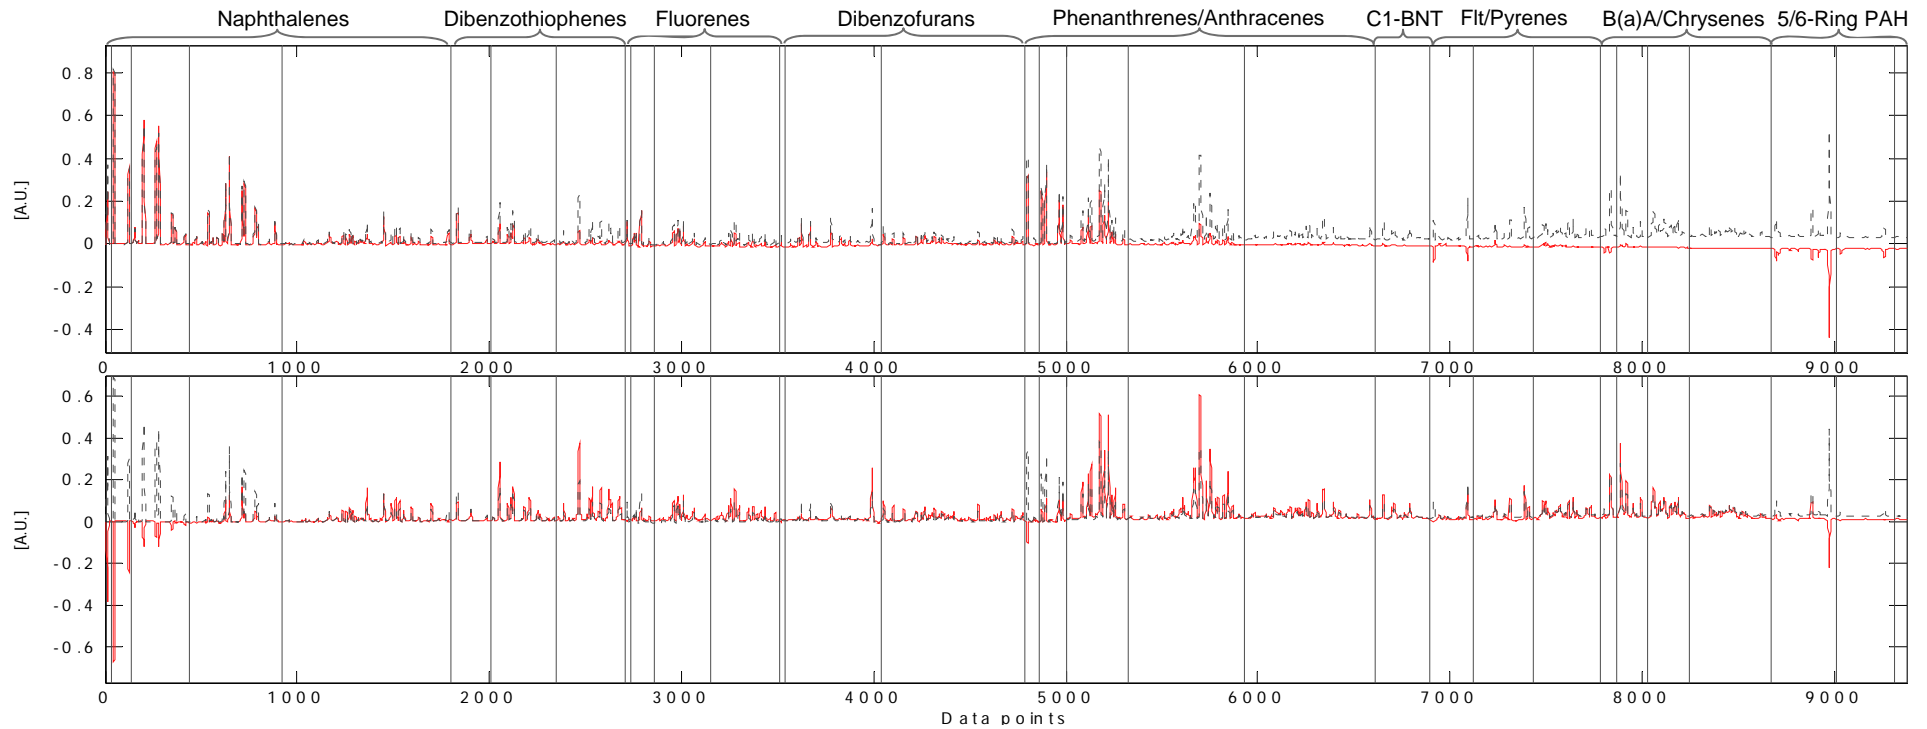 Naphthalenes Dibenzothiophenes Fluorenes Dibenzofurans Phenanthrenes/Anthracenes C1-BNT Flt/Pyrenes B(a)A/Chrysenes 5/6-Ring PAH
0.8
0.6
0.4
0.2
0
-0.2
-0.4
[A.U.]
0 1000 2000 3000 4000 5000 6000 7000 8000 9000
0.6
0.4
0.2
0
-0.2
-0.4
-0.6
[A.U.]
0 1000 2000 3000 4000 5000 6000 7000 8000 9000
Data points